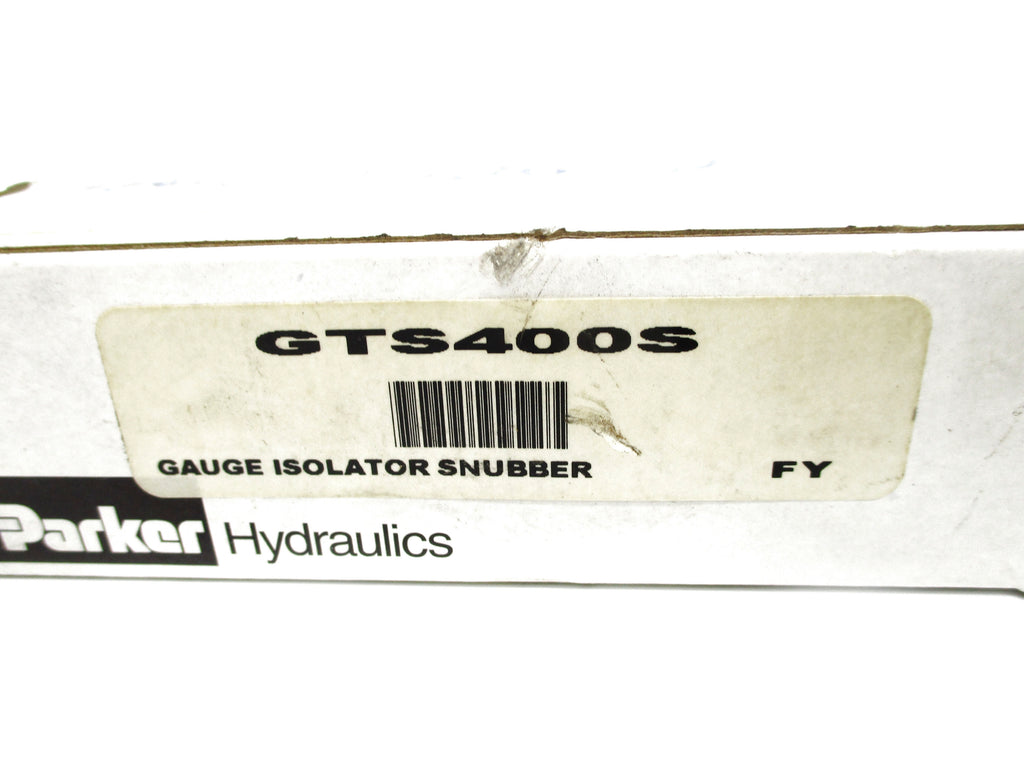 GTS400S
GAUGE ISOLATOR SNUBBER FY
Parker Hydraulics